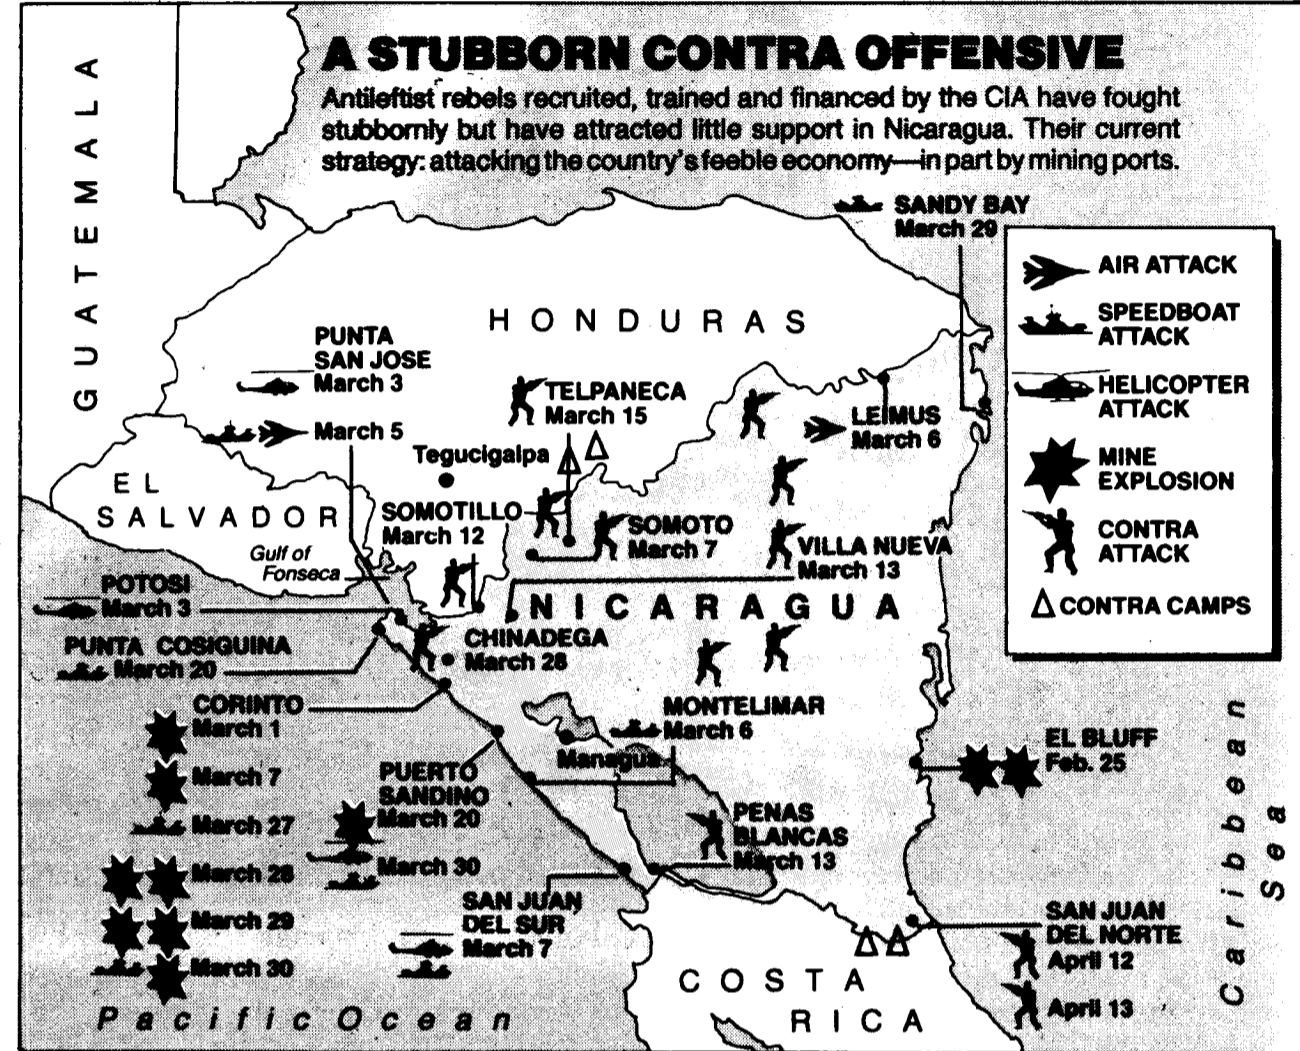 A STUBBORN CONTRA OFFENSIVE
Antileftist rebels recruited, trained and financed by the CIA have fought
stubbornly but have attracted little support in Nicaragua. Their current
strategy: attacking the country's feeble economy—in part by mining ports.
GUATEMALA
SANDY BAY
March 29
AIR ATTACK
SPEEDBOAT
ATTACK
HELICOPTER
ATTACK
MINE
EXPLOSION
CONTRA
ATTACK
CONTRA CAMPS
HONDURAS
PUNTA
SAN JOSE
March 3
March 5
TELPANECA
March 15
LEIMUS
March 6
Tegucigalpa
EL
SALVADOR
SOMOTILLO
March 12
SOMOTO
March 7
VILLA NUEVA
March 13
Gulf of
Fonseca
POTOSI
March 3
NICARAGUA
PUNTA COSIGUINA
March 20
CHINADEGA
March 28
CORINTO
March 1
March 7
March 27
March 28
March 29
March 30
MONTELIMAR
March 6
Managua
PUERTO
SANDINO
March 20
March 30
EL BLUFF
Feb. 25
PENAS
BLANCAS
March 13
SAN JUAN
DEL SUR
March 7
SAN JUAN
DEL NORTE
April 12
April 13
COSTA
RICA
Pacific Ocean
Caribbean
Sea